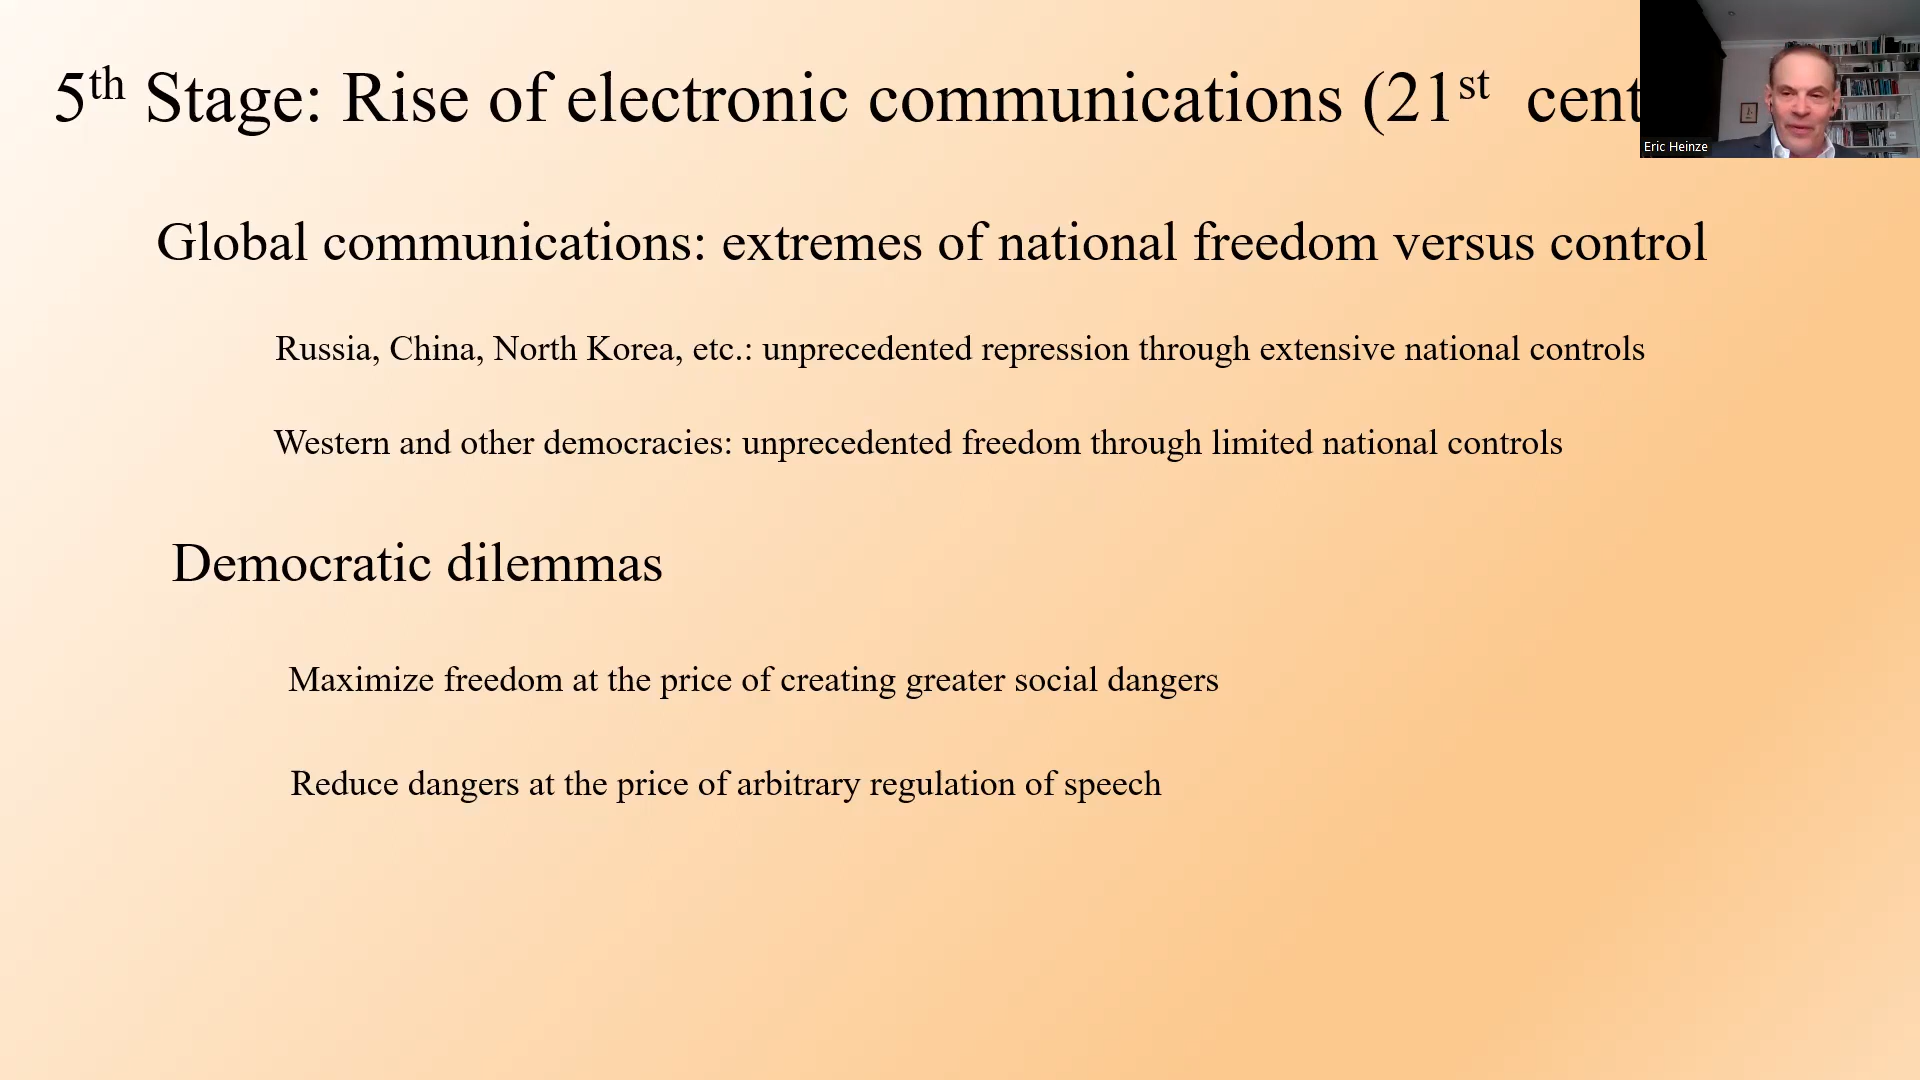 5th Stage: Rise of electronic communications (21st cent
Eric Heinze
Global communications: extremes of national freedom versus control
Russia, China, North Korea, etc.: unprecedented repression through extensive national controls
Western and other democracies: unprecedented freedom through limited national controls
Democratic dilemmas
Maximize freedom at the price of creating greater social dangers
Reduce dangers at the price of arbitrary regulation of speech